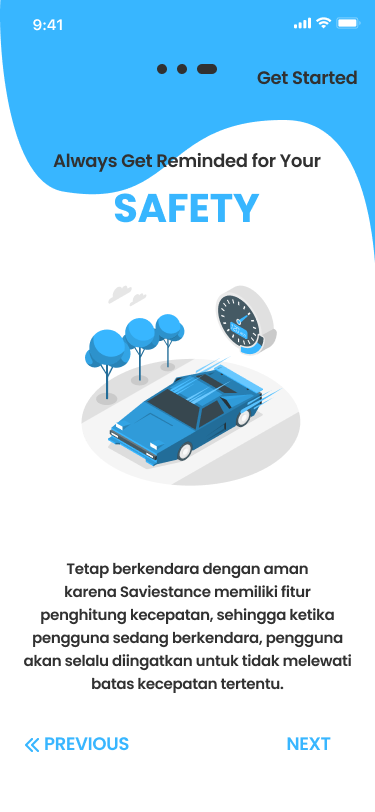 9:41
Get Started
Always Get Reminded for Your
SAFETY
Tetap berkendara dengan aman
karena Saviestance memiliki fitur
penghitung kecepatan, sehingga ketika
pengguna sedang berkendara, pengguna
akan selalu diingatkan untuk tidak melewati
batas kecepatan tertentu.
PREVIOUS
NEXT